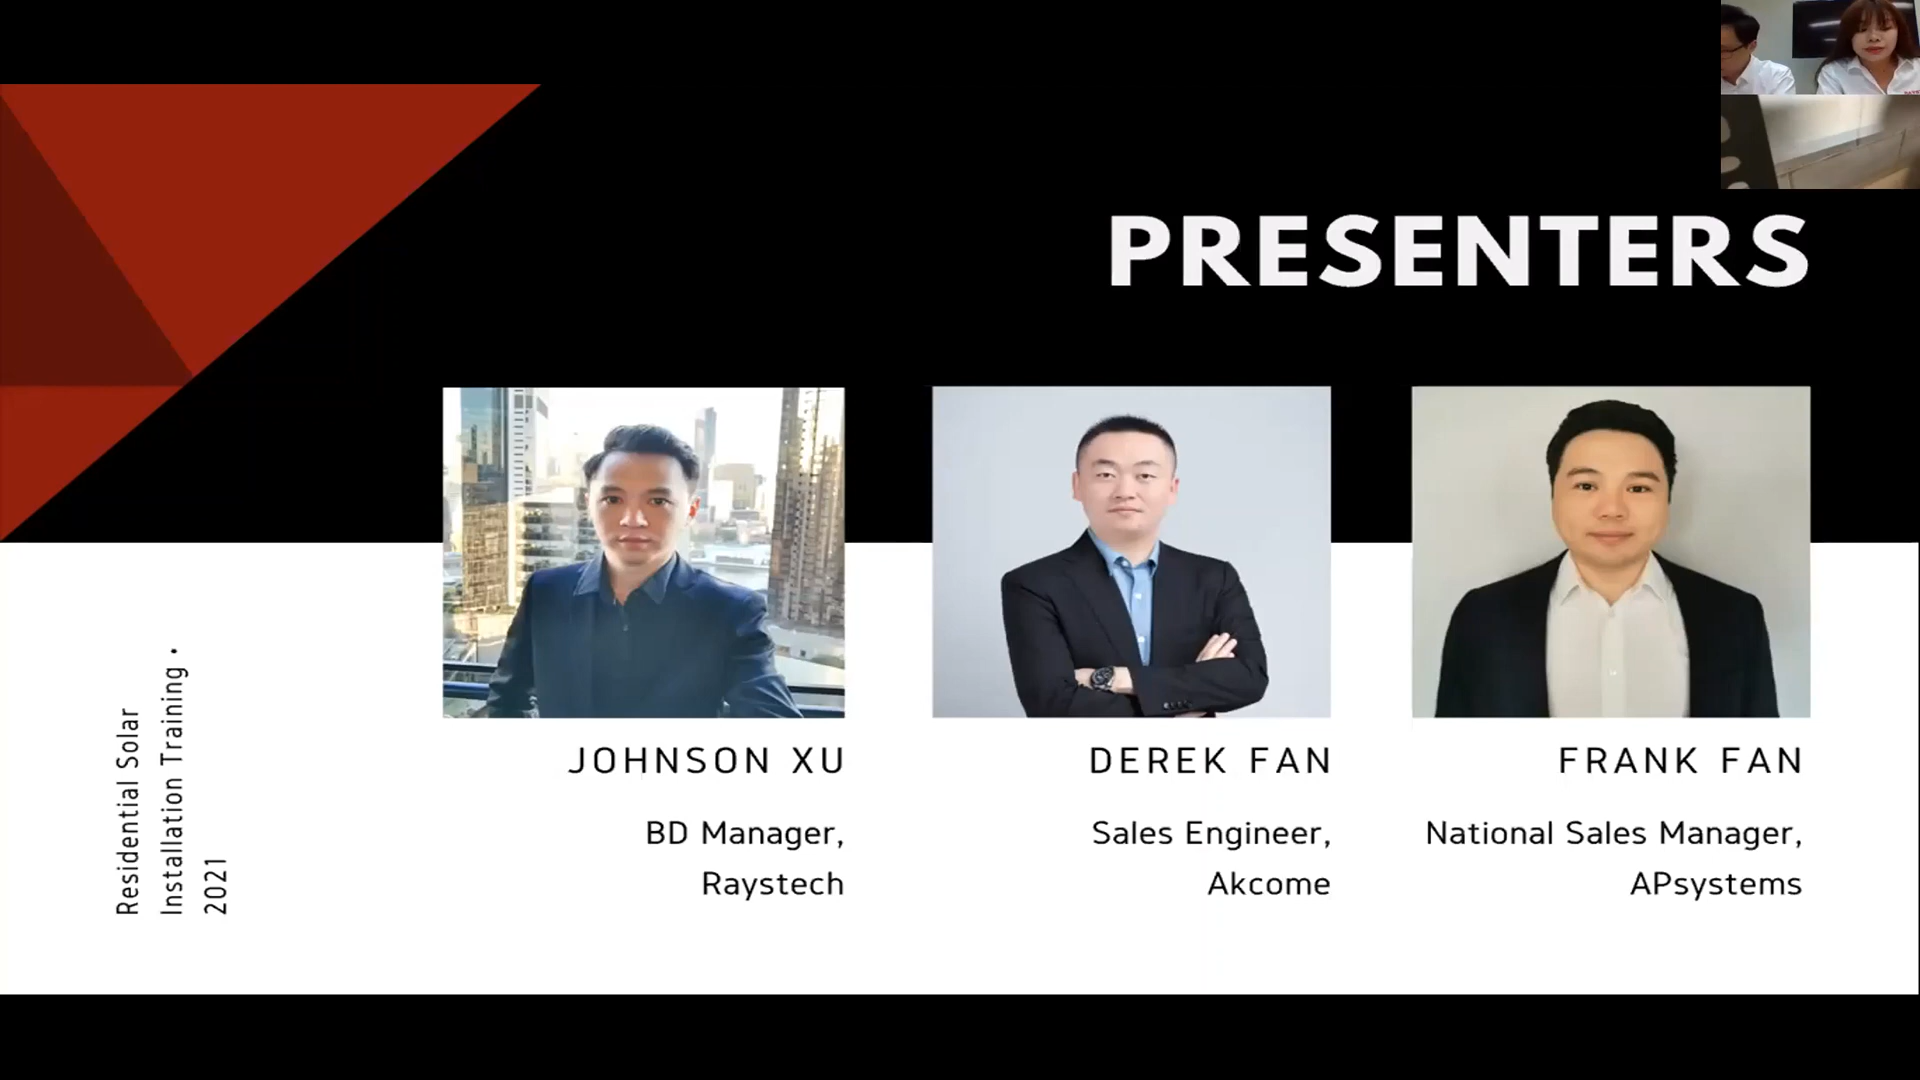 PRESENTERS
JOHNSON XU
BD Manager,
Raystech
DEREK FAN
Sales Engineer,
Akcome
FRANK FAN
National Sales Manager,
APsystems
Residential Solar
Installation Training •
2021